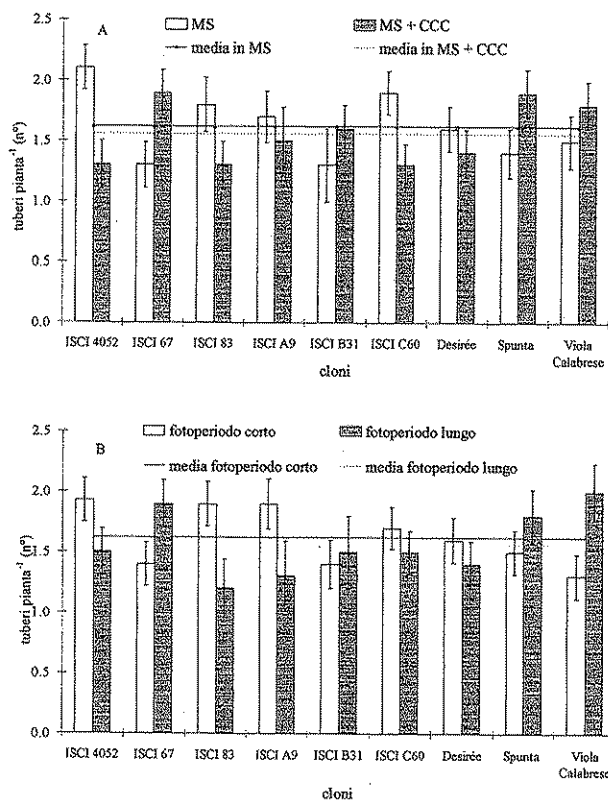 A
MS
MS + CCC
media in MS
media in MS + CCC
2.5
2.0
1.5
1.0
0.5
0.0
tuberi pianta⁻¹ (n°)
ISCI 4052 ISCI 67 ISCI 83 ISCI A9 ISCI B31 ISCI C60 Desirée Spunta Viola
Calabrese
cloni
B
fotoperiodo corto
fotoperiodo lungo
media fotoperiodo corto
media fotoperiodo lungo
2.5
2.0
1.5
1.0
0.5
0.0
tuberi pianta⁻¹ (n°)
ISCI 4052 ISCI 67 ISCI 83 ISCI A9 ISCI B31 ISCI C60 Desirée Spunta Viola
Calabrese
cloni